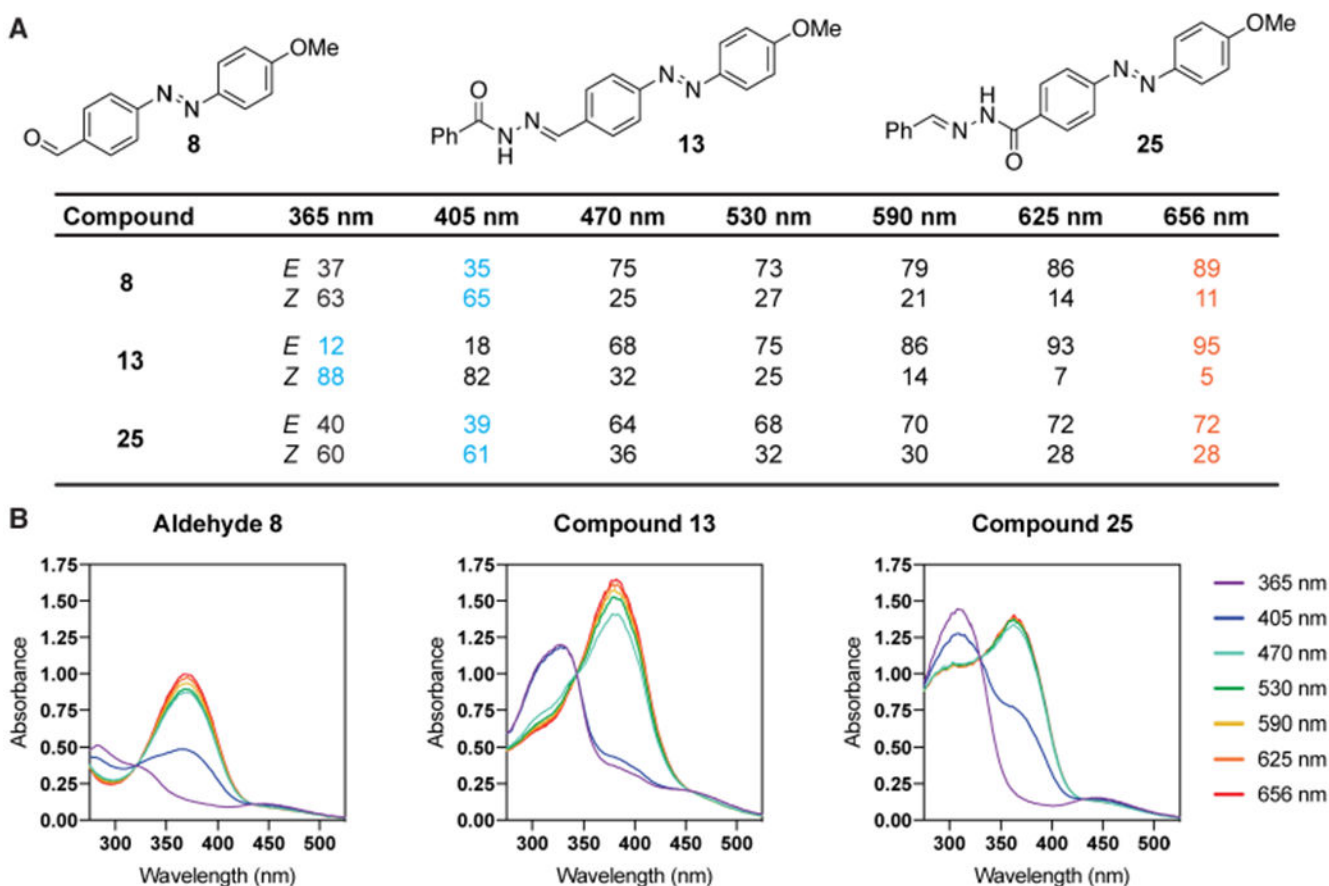 A
OMe
N
N
O
8
OMe
N
N
O
N
Ph
N
H
13
OMe
N
N
H
N
Ph
N
O
25
Compound 365 nm 405 nm 470 nm 530 nm 590 nm 625 nm 656 nm
8
E 37 35 75 73 79 86 89
Z 63 65 25 27 21 14 11
13
E 12 18 68 75 86 93 95
Z 88 82 32 25 14 7 5
25
E 40 39 64 68 70 72 72
Z 60 61 36 32 30 28 28
B
Aldehyde 8
Absorbance
1.75
1.50
1.25
1.00
0.75
0.50
0.25
0.00
300 350 400 450 500
Wavelength (nm)
Compound 13
Absorbance
1.75
1.50
1.25
1.00
0.75
0.50
0.25
0.00
300 350 400 450 500
Wavelength (nm)
Compound 25
Absorbance
1.75
1.50
1.25
1.00
0.75
0.50
0.25
0.00
300 350 400 450 500
Wavelength (nm)
365 nm
405 nm
470 nm
530 nm
590 nm
625 nm
656 nm